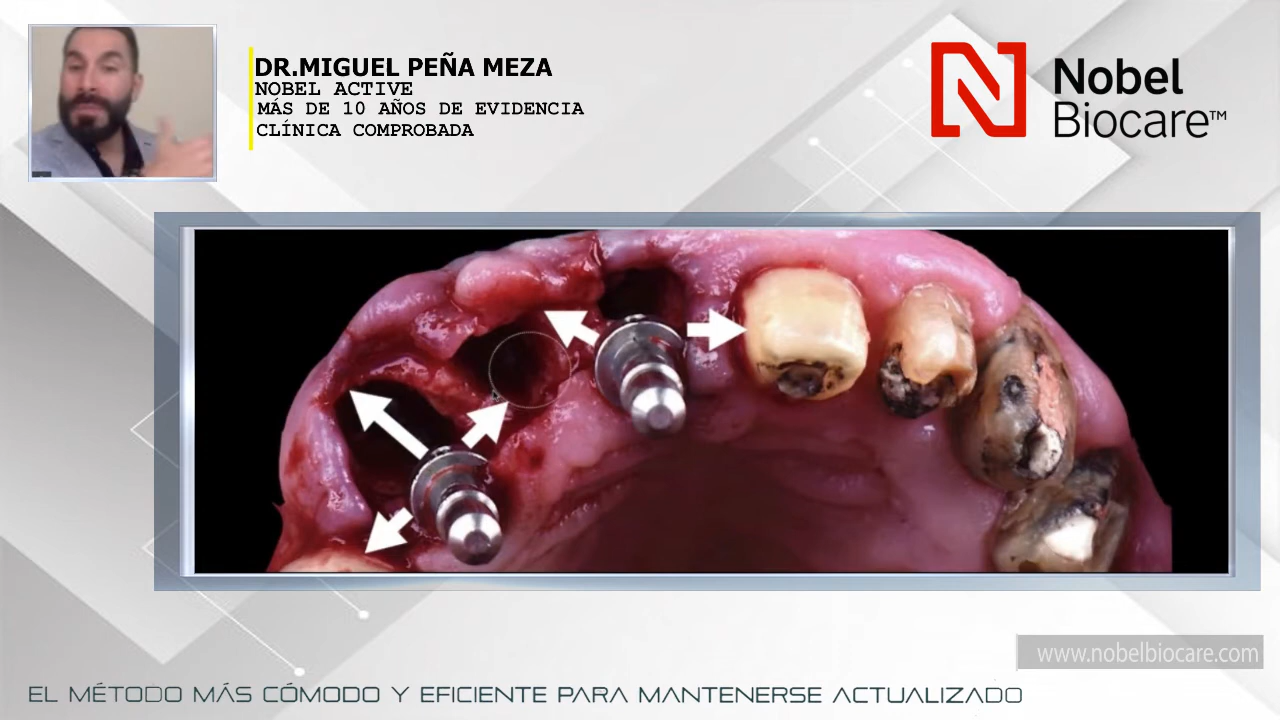 DR.MIGUEL PEÑA MEZA
NOBEL ACTIVE
MÁS DE 10 AÑOS DE EVIDENCIA
CLÍNICA COMPROBADA
Nobel
Biocare™
www.nobelbiocare.com
EL MÉTODO MÁS CÓMODO Y EFICIENTE PARA MANTENERSE ACTUALIZADO